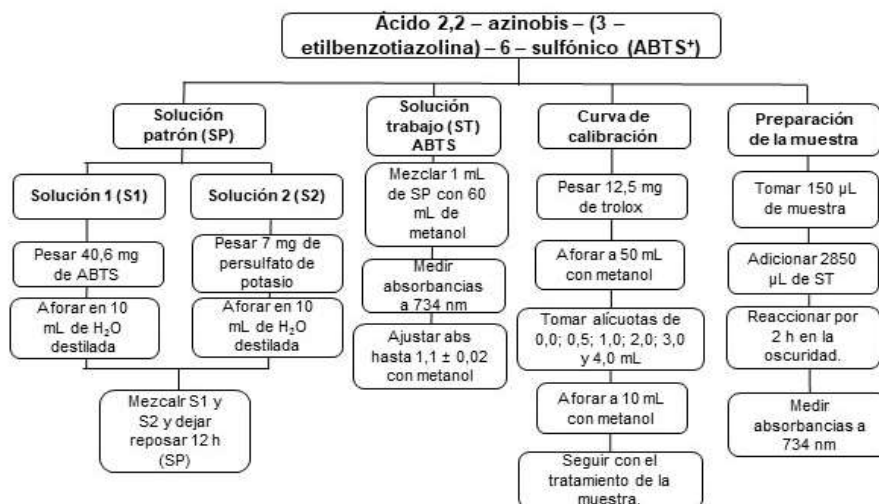 Ácido 2,2 – azinobis – (3 –
etilbenzotiazolina) – 6 – sulfónico (ABTS⁺)
Solución
patrón (SP)
Solución 1 (S1)
Pesar 40,6 mg
de ABTS
Aforar en 10
mL de H₂O
destilada
Solución 2 (S2)
Pesar 7 mg de
persulfato de
potasio
Aforar en 10
mL de H₂O
destilada
Mezcalr S1 y
S2 y dejar
reposar 12 h
(SP)
Solución
trabajo (ST)
ABTS
Mezclar 1 mL
de SP con 60
mL de
metanol
Medir
absorbancias
a 734 nm
Ajustar abs
hasta 1,1 ± 0,02
con metanol
Curva de
calibración
Pesar 12,5 mg
de trolox
Aforar a 50 mL
con metanol
Tomar alícuotas de
0,0; 0,5; 1,0; 2,0; 3,0
y 4,0 mL
Aforar a 10 mL
con metanol
Seguir con el
tratamiento de la
muestra.
Preparación
de la muestra
Tomar 150 µL
de muestra
Adicionar 2850
µL de ST
Reaccionar por
2 h en la
oscuridad.
Medir
absorbancias a
734 nm